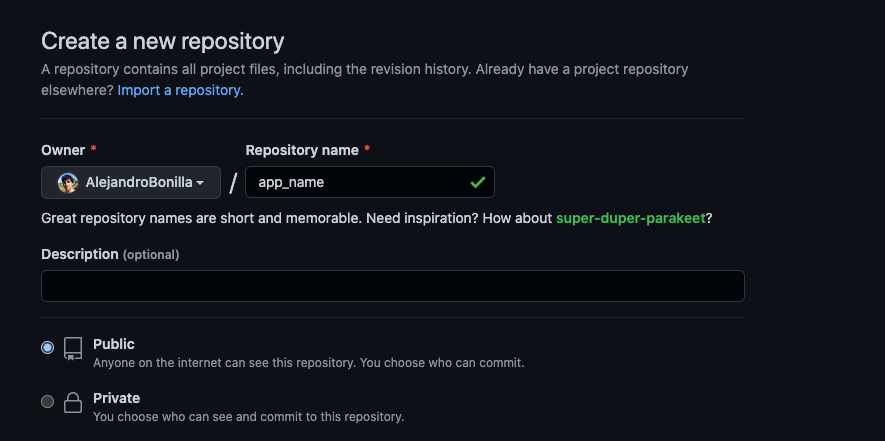 Create a new repository
A repository contains all project files, including the revision history. Already have a project repository
elsewhere? Import a repository.
Owner * Repository name *
AlejandroBonilla / app_name
Great repository names are short and memorable. Need inspiration? How about super-duper-parakeet?
Description (optional)
Public
Anyone on the internet can see this repository. You choose who can commit.
Private
You choose who can see and commit to this repository.